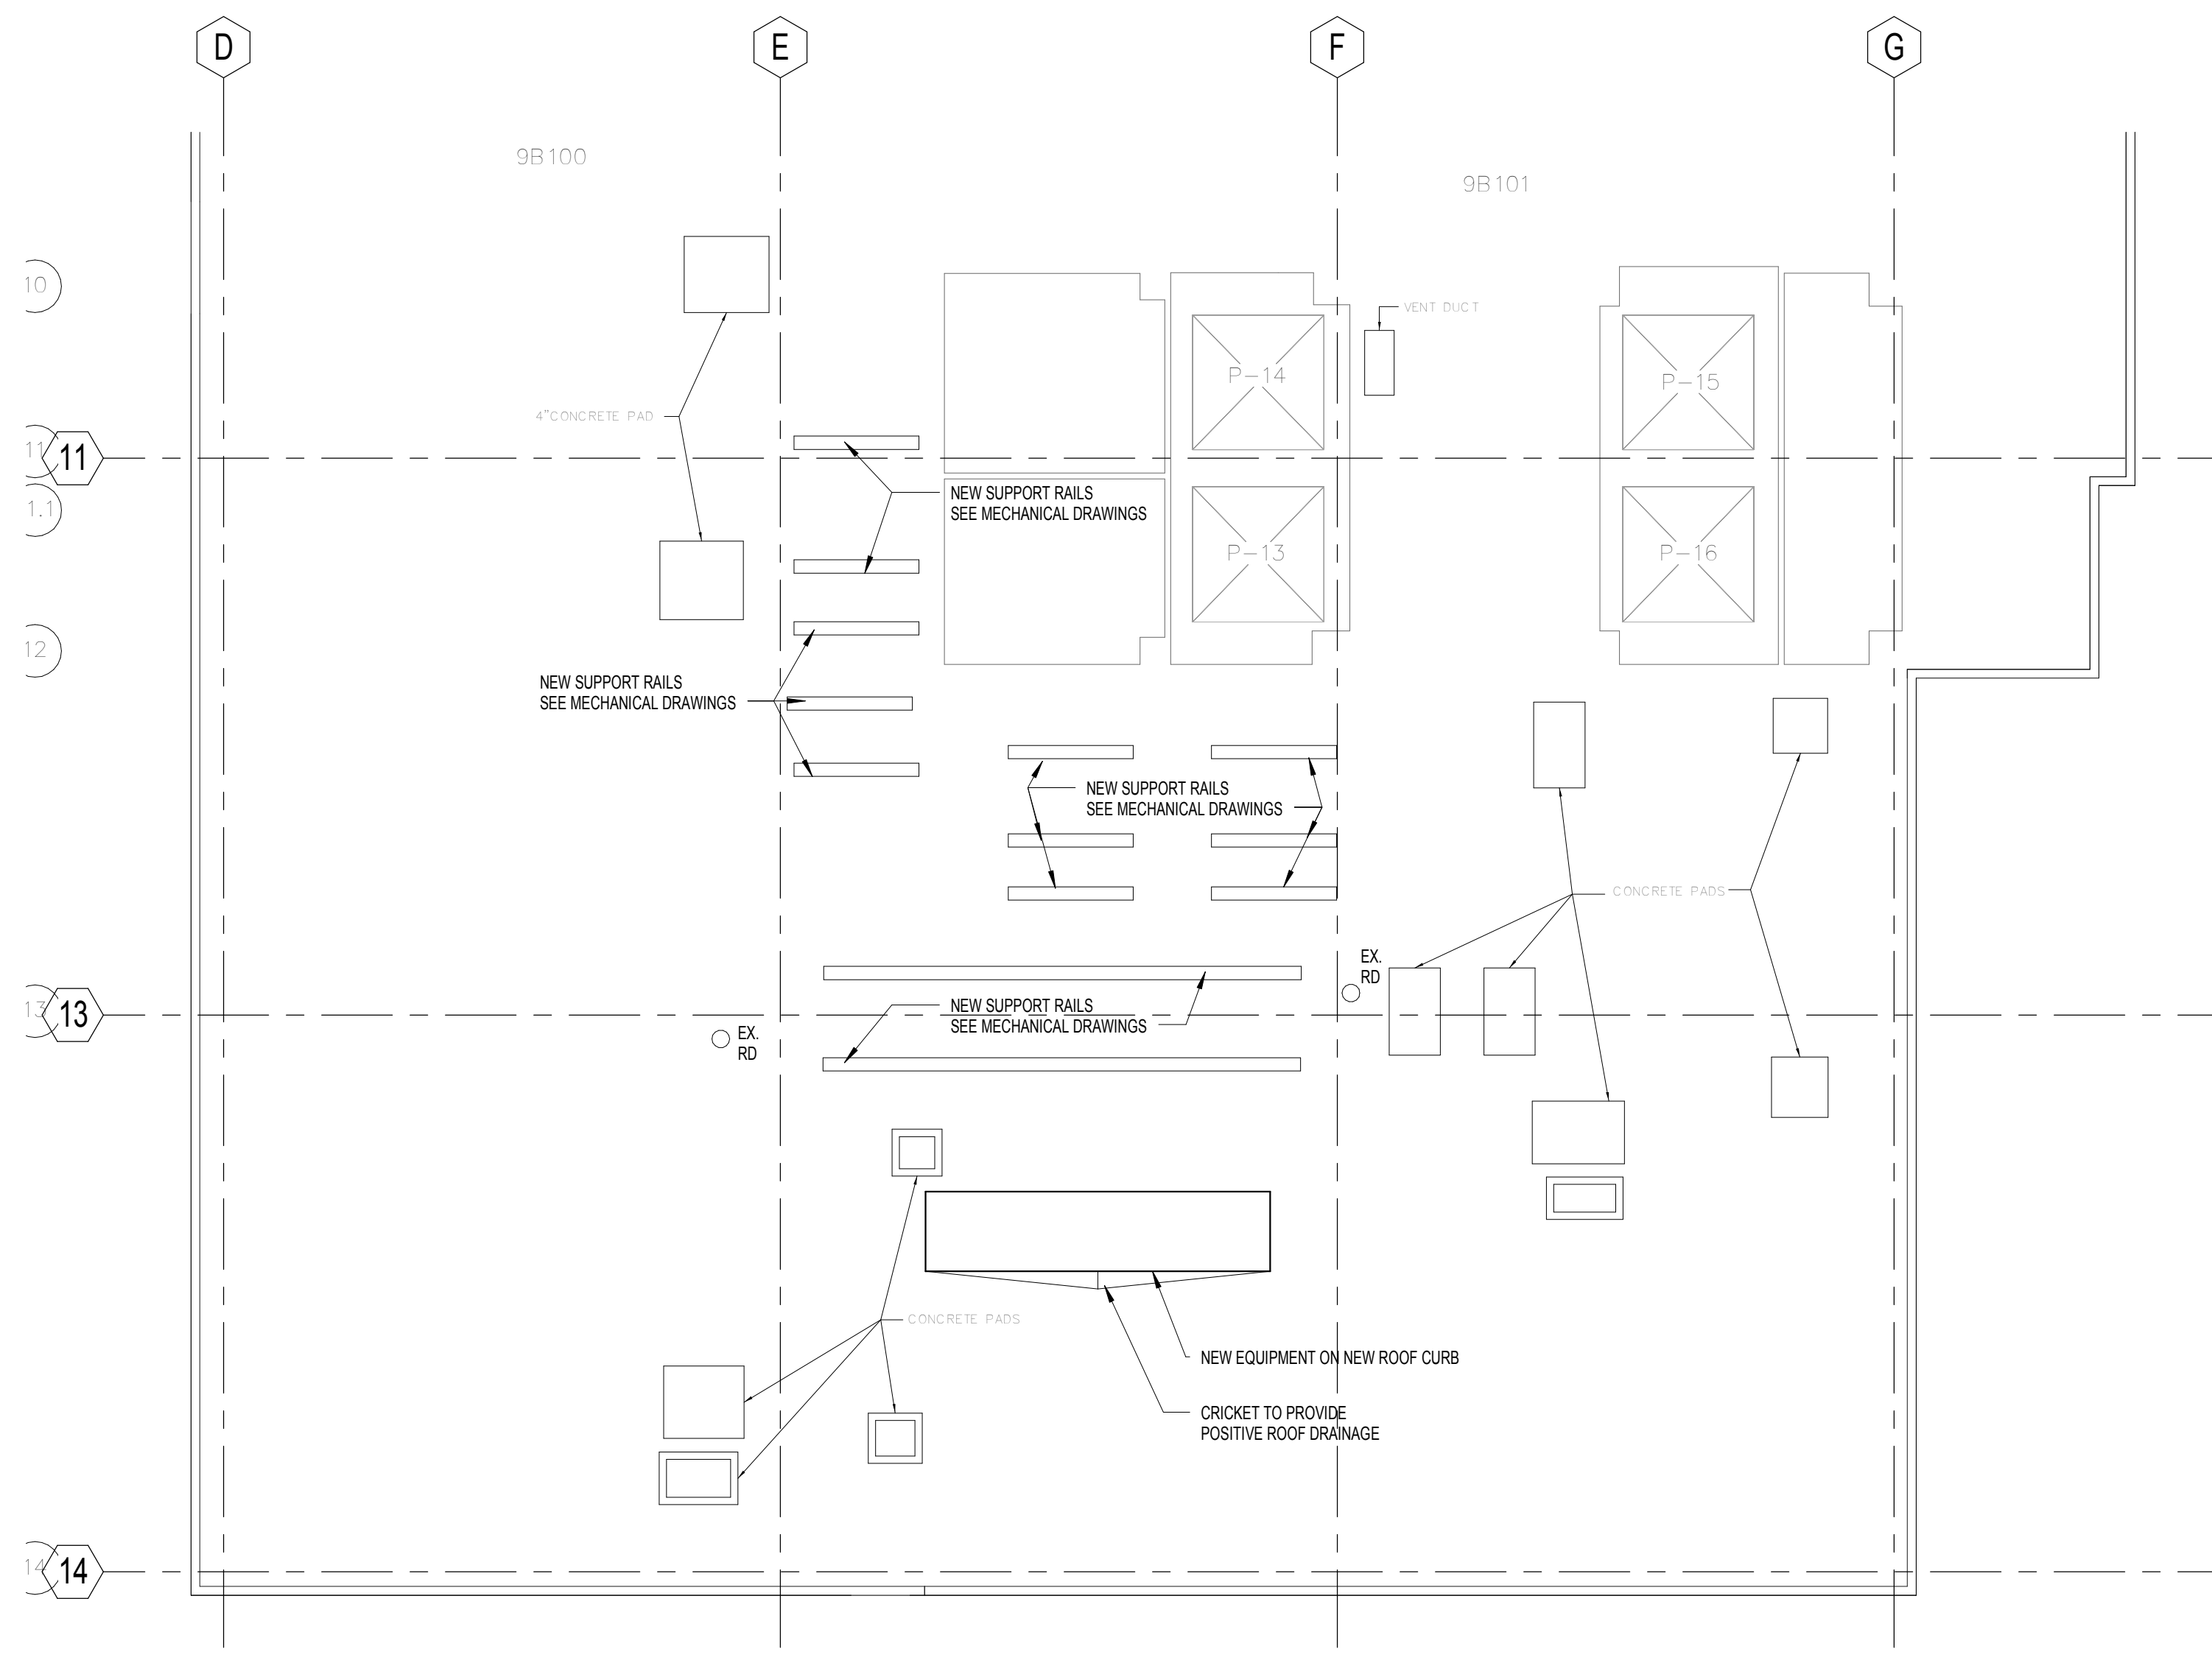 D
E
F
G
9B100
9B101
10
VENT DUCT
P-14
P-15
4"CONCRETE PAD
11
11
NEW SUPPORT RAILS
SEE MECHANICAL DRAWINGS
1.1
P-13
P-16
12
NEW SUPPORT RAILS
SEE MECHANICAL DRAWINGS
NEW SUPPORT RAILS
SEE MECHANICAL DRAWINGS
CONCRETE PADS
EX.
RD
NEW SUPPORT RAILS
SEE MECHANICAL DRAWINGS
13
13
EX.
RD
CONCRETE PADS
NEW EQUIPMENT ON NEW ROOF CURB
CRICKET TO PROVIDE
POSITIVE ROOF DRAINAGE
14
14